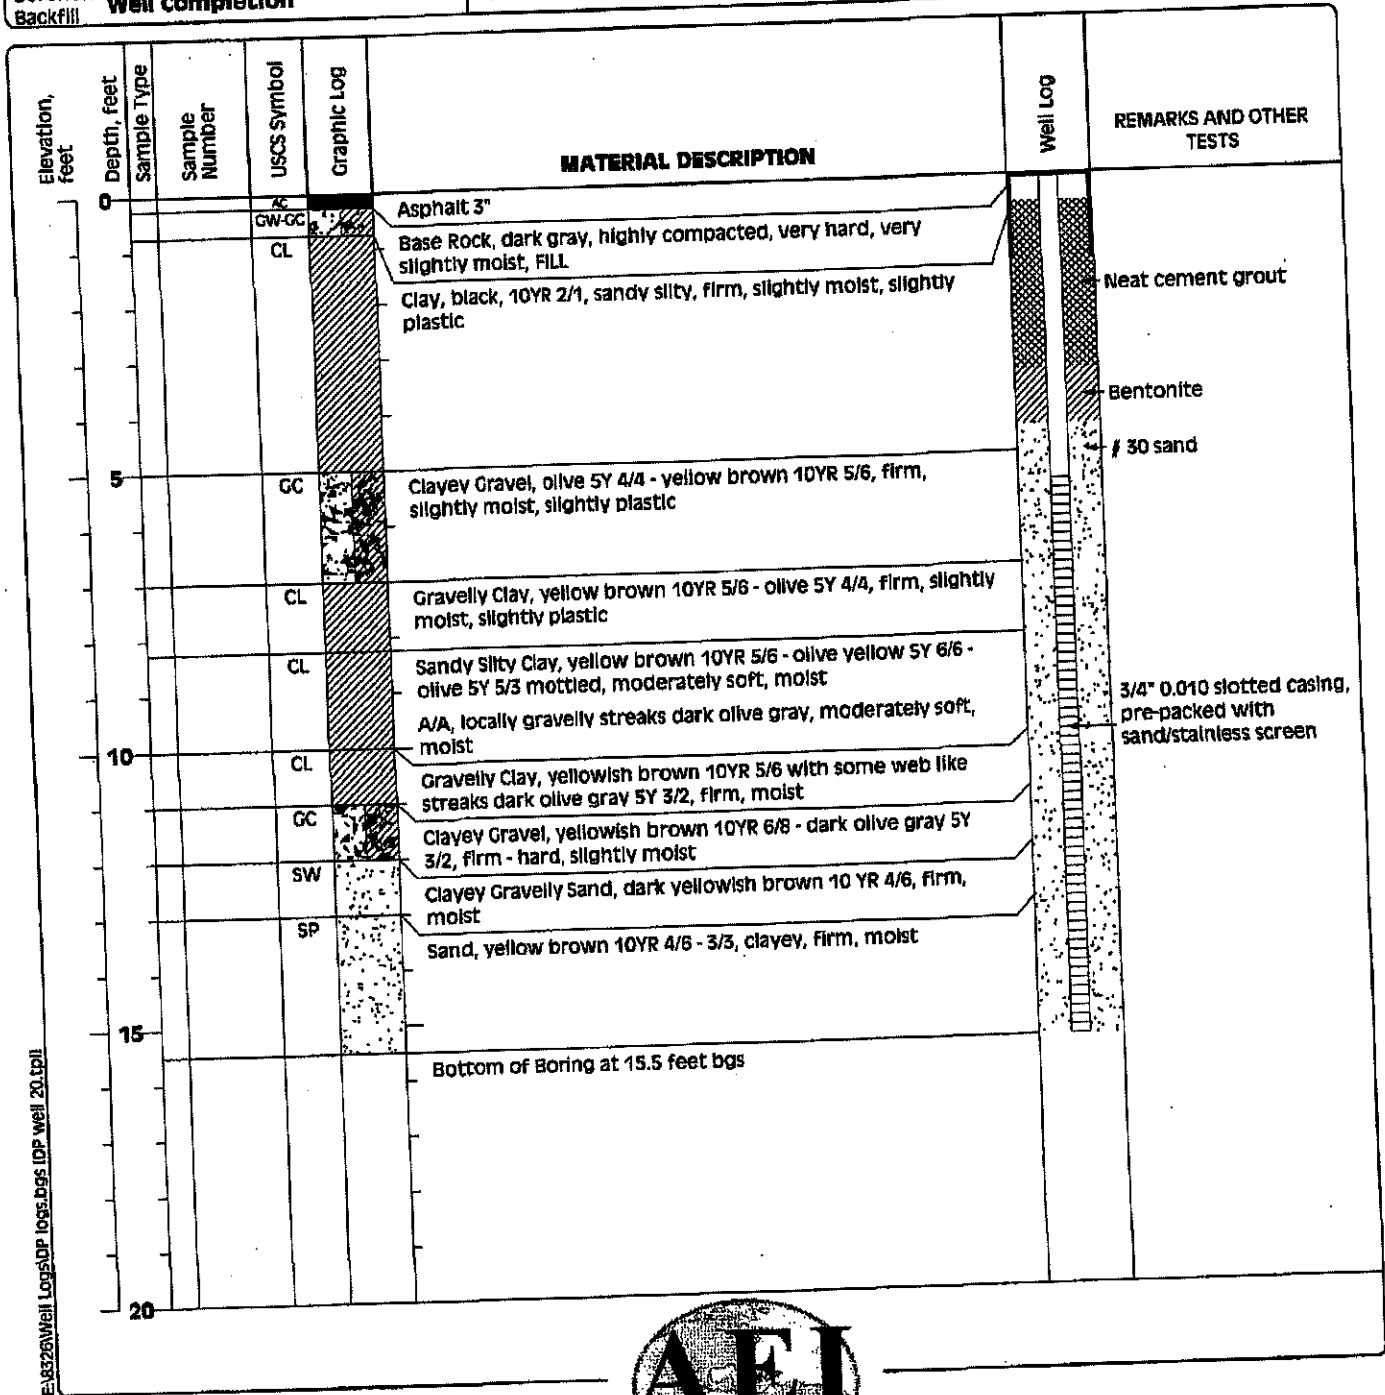 Backfill Well Completion
Elevation,
feet
Depth, feet
Sample Type
Sample
Number
USCS Symbol
Graphic Log
MATERIAL DESCRIPTION
Well Log
REMARKS AND OTHER
TESTS
0
AC
Asphalt 3"
GW-GC
Base Rock, dark gray, highly compacted, very hard, very
slightly moist, FILL
CL
Clay, black, 10YR 2/1, sandy silty, firm, slightly moist, slightly
plastic
Neat cement grout
Bentonite
# 30 sand
5
GC
Clayey Gravel, olive 5Y 4/4 - yellow brown 10YR 5/6, firm,
slightly moist, slightly plastic
CL
Gravelly Clay, yellow brown 10YR 5/6 - olive 5Y 4/4, firm, slightly
moist, slightly plastic
CL
Sandy Silty Clay, yellow brown 10YR 5/6 - olive yellow 5Y 6/6 -
olive 5Y 5/3 mottled, moderately soft, moist
A/A, locally gravelly streaks dark olive gray, moderately soft,
moist
3/4" 0.010 slotted casing,
pre-packed with
sand/stainless screen
10
CL
Gravelly Clay, yellowish brown 10YR 5/6 with some web like
streaks dark olive gray 5Y 3/2, firm, moist
GC
Clayey Gravel, yellowish brown 10YR 6/8 - dark olive gray 5Y
3/2, firm - hard, slightly moist
SW
Clayey Gravelly Sand, dark yellowish brown 10 YR 4/6, firm,
moist
SP
Sand, yellow brown 10YR 4/6 - 3/3, clayey, firm, moist
15
Bottom of Boring at 15.5 feet bgs
20
E:\8326\Well Logs\DP logs.bgs [DP well 20.tpl]
AEI